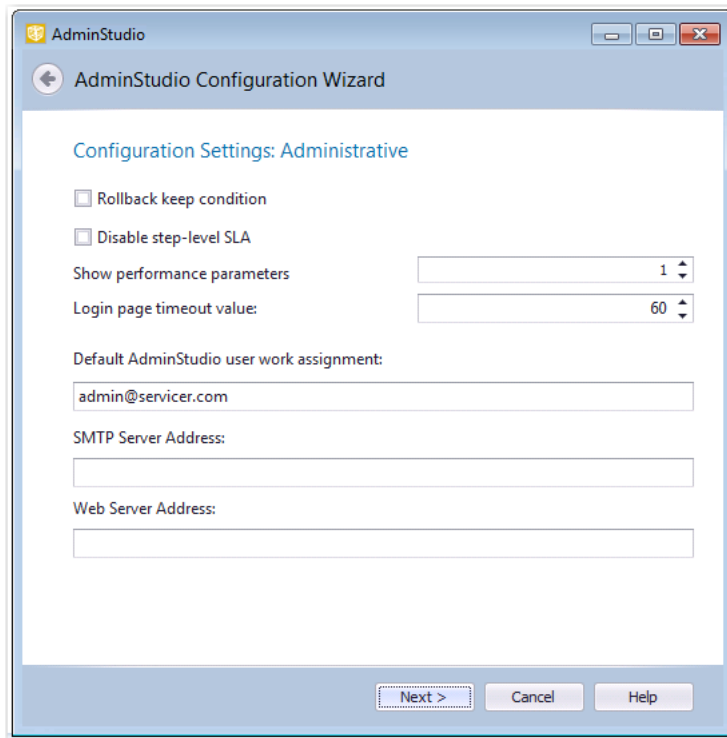 AdminStudio
AdminStudio Configuration Wizard
Configuration Settings: Administrative
Rollback keep condition
Disable step-level SLA
Show performance parameters 1
Login page timeout value: 60
Default AdminStudio user work assignment:
admin@servicer.com
SMTP Server Address:
Web Server Address:
Next > Cancel Help